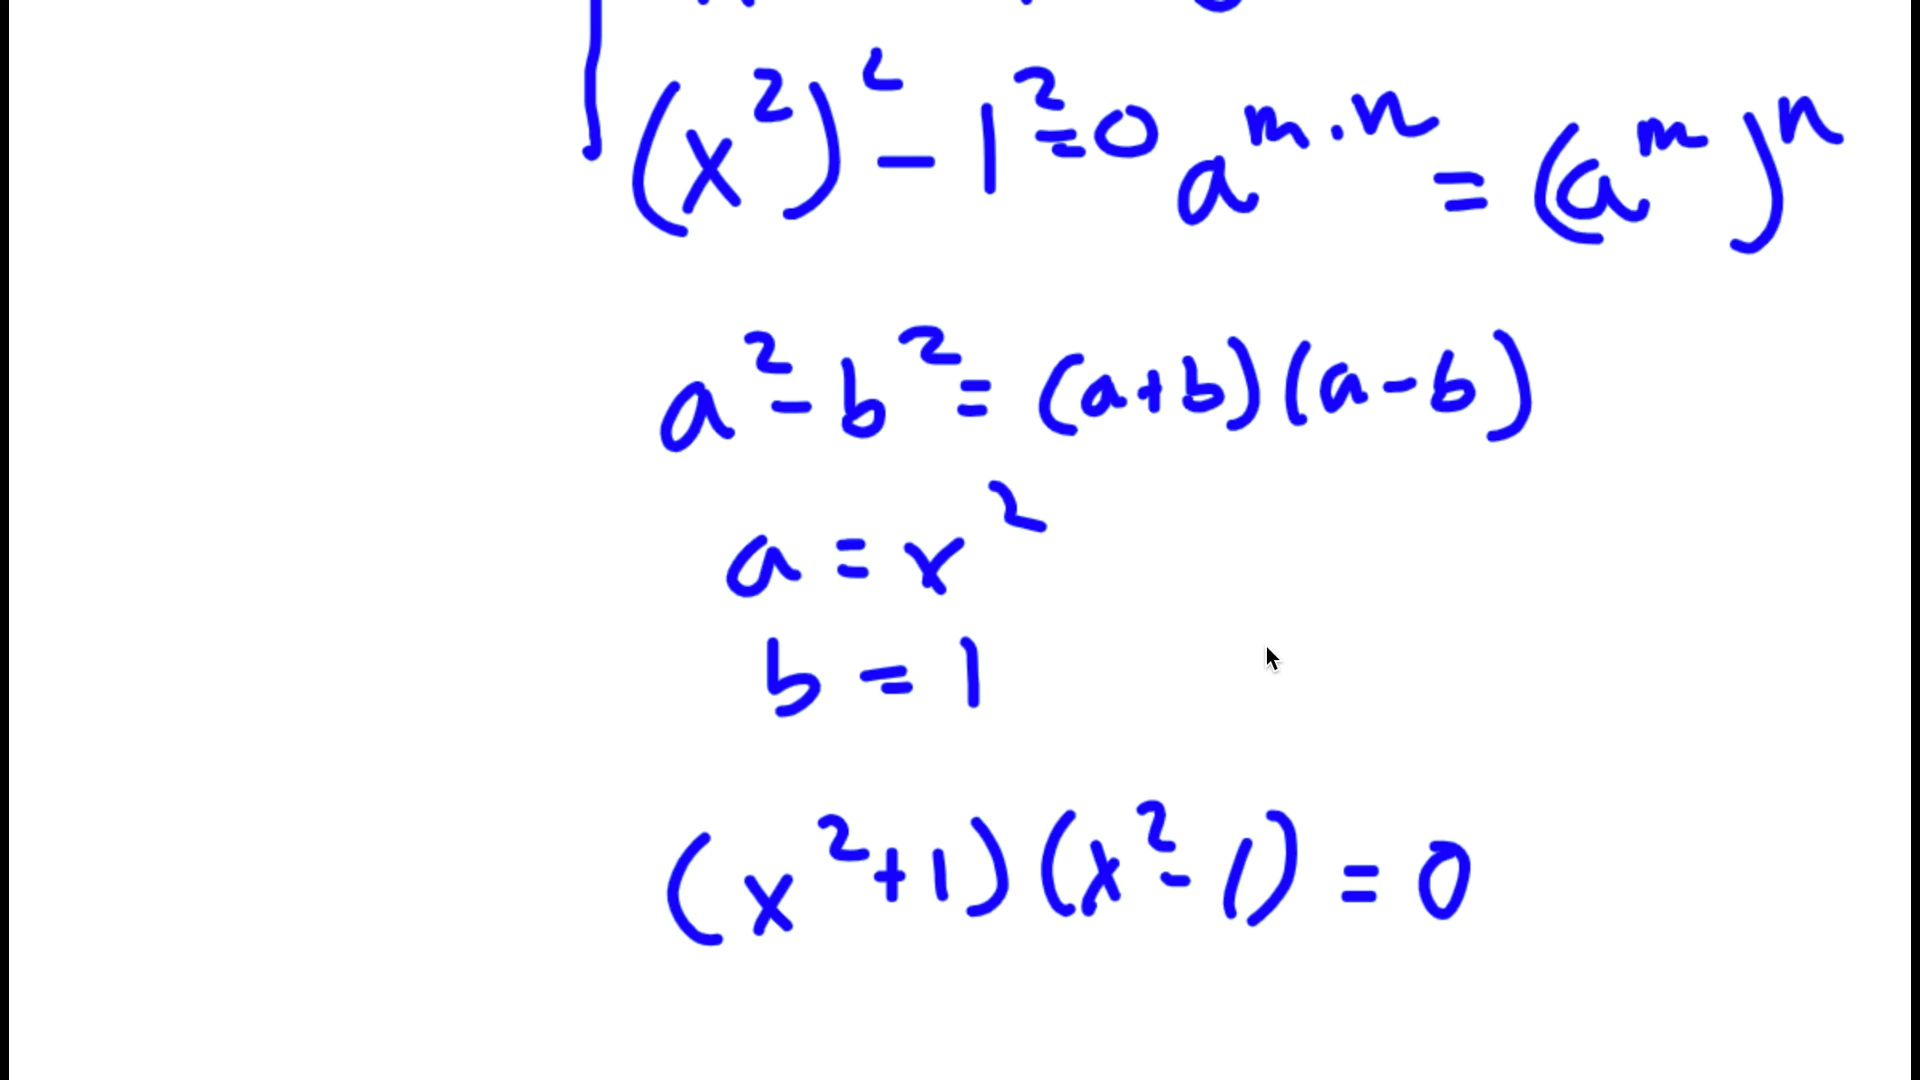 (x²)² - 1² = 0 a^{m·n} = (a^m)^n
a² - b² = (a+b)(a-b)
a = x²
b = 1
(x²+1)(x²-1) = 0